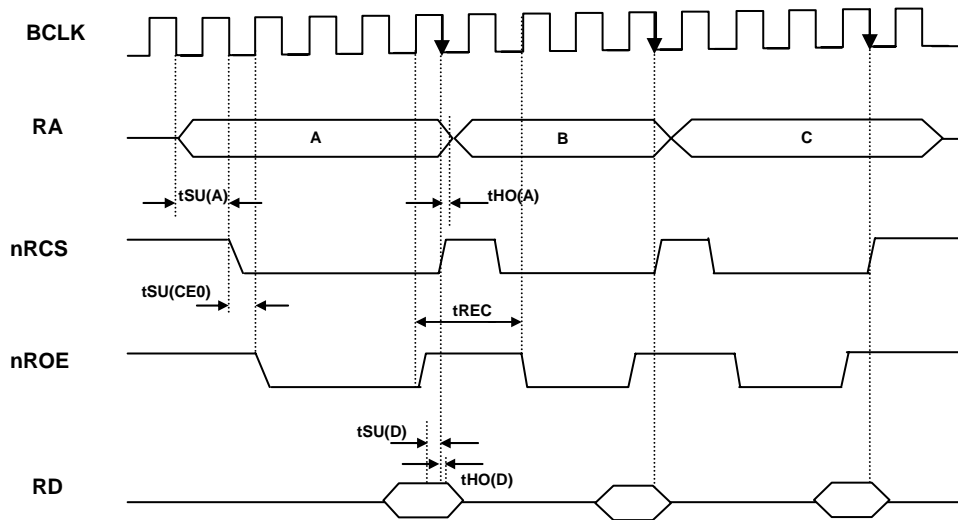 BCLK
RA
A
B
C
tSU(A)
tHO(A)
nRCS
tSU(CE0)
tREC
nROE
tSU(D)
tHO(D)
RD